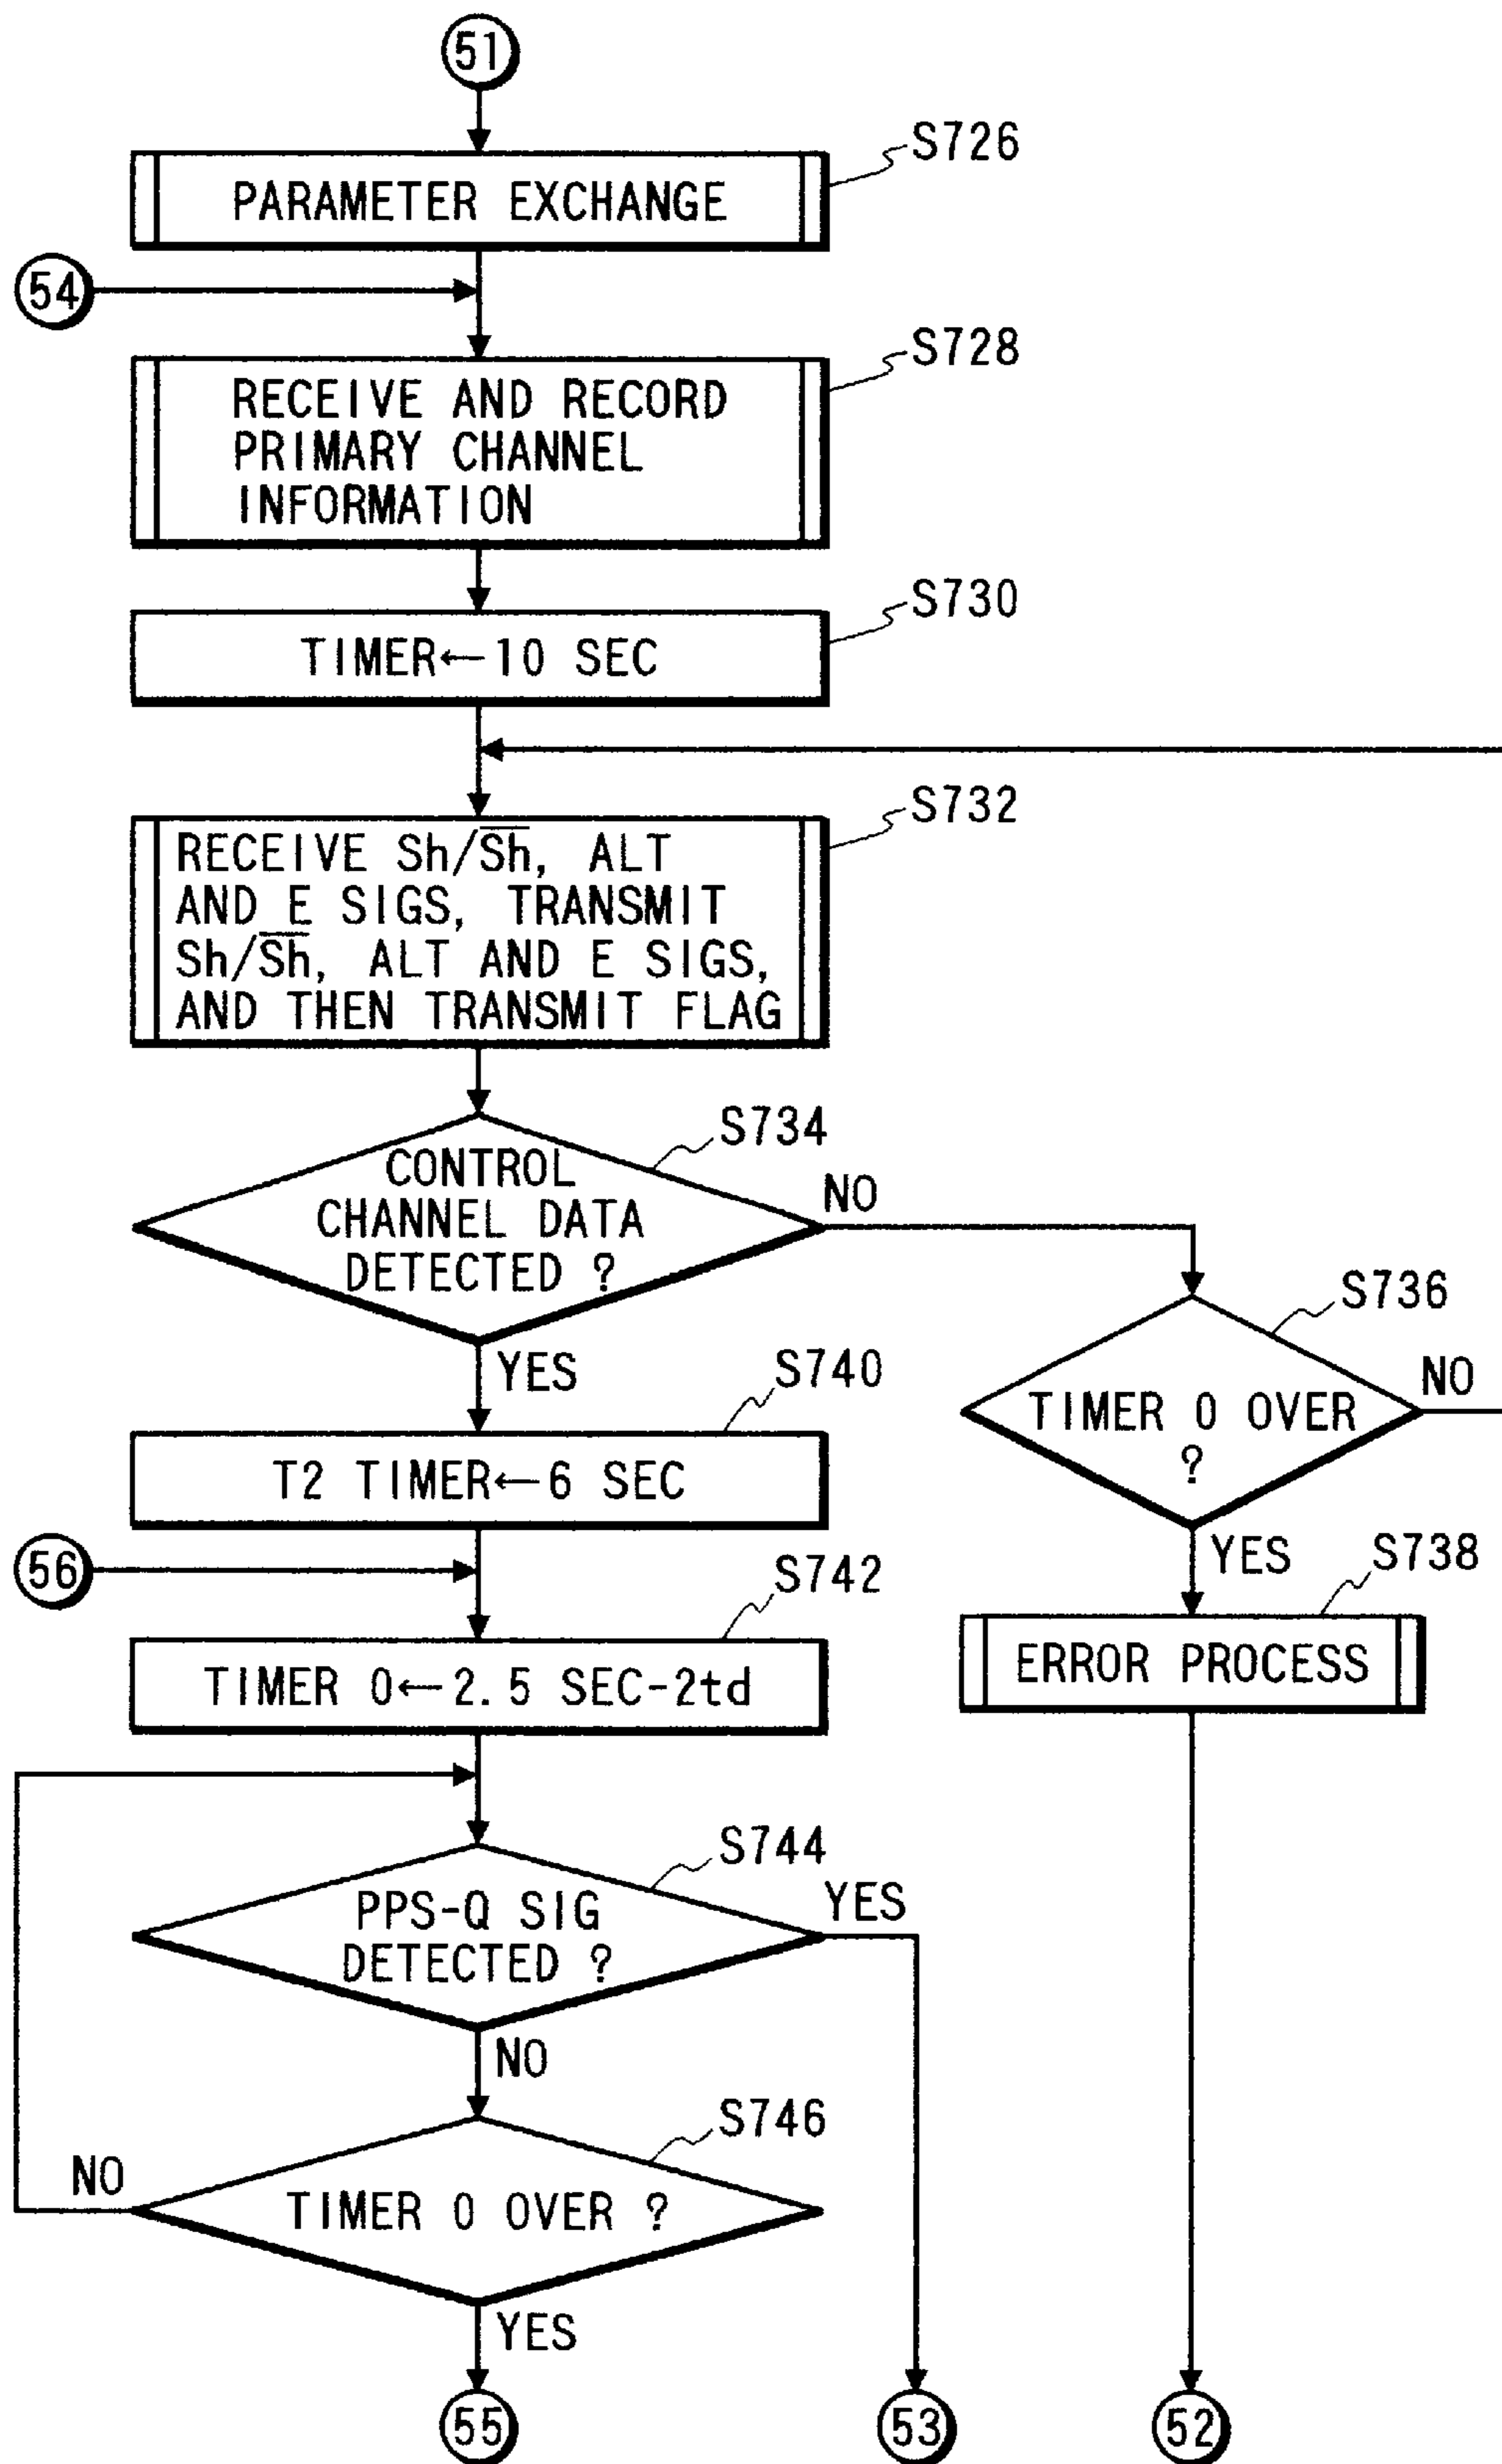 51
S726
PARAMETER EXCHANGE
54
S728
RECEIVE AND RECORD
PRIMARY CHANNEL
INFORMATION
S730
TIMER←10 SEC
S732
RECEIVE Sh/S̅h̅, ALT
AND E SIGS, TRANSMIT
Sh/S̅h̅, ALT AND E SIGS,
AND THEN TRANSMIT FLAG
S734
CONTROL
CHANNEL DATA
DETECTED ?
NO
S736
TIMER 0 OVER
?
NO
YES
S740
T2 TIMER←6 SEC
YES
S738
ERROR PROCESS
56
S742
TIMER 0←2.5 SEC-2td
S744
PPS-Q SIG
DETECTED ?
YES
NO
S746
NO
TIMER 0 OVER ?
YES
55
53
52